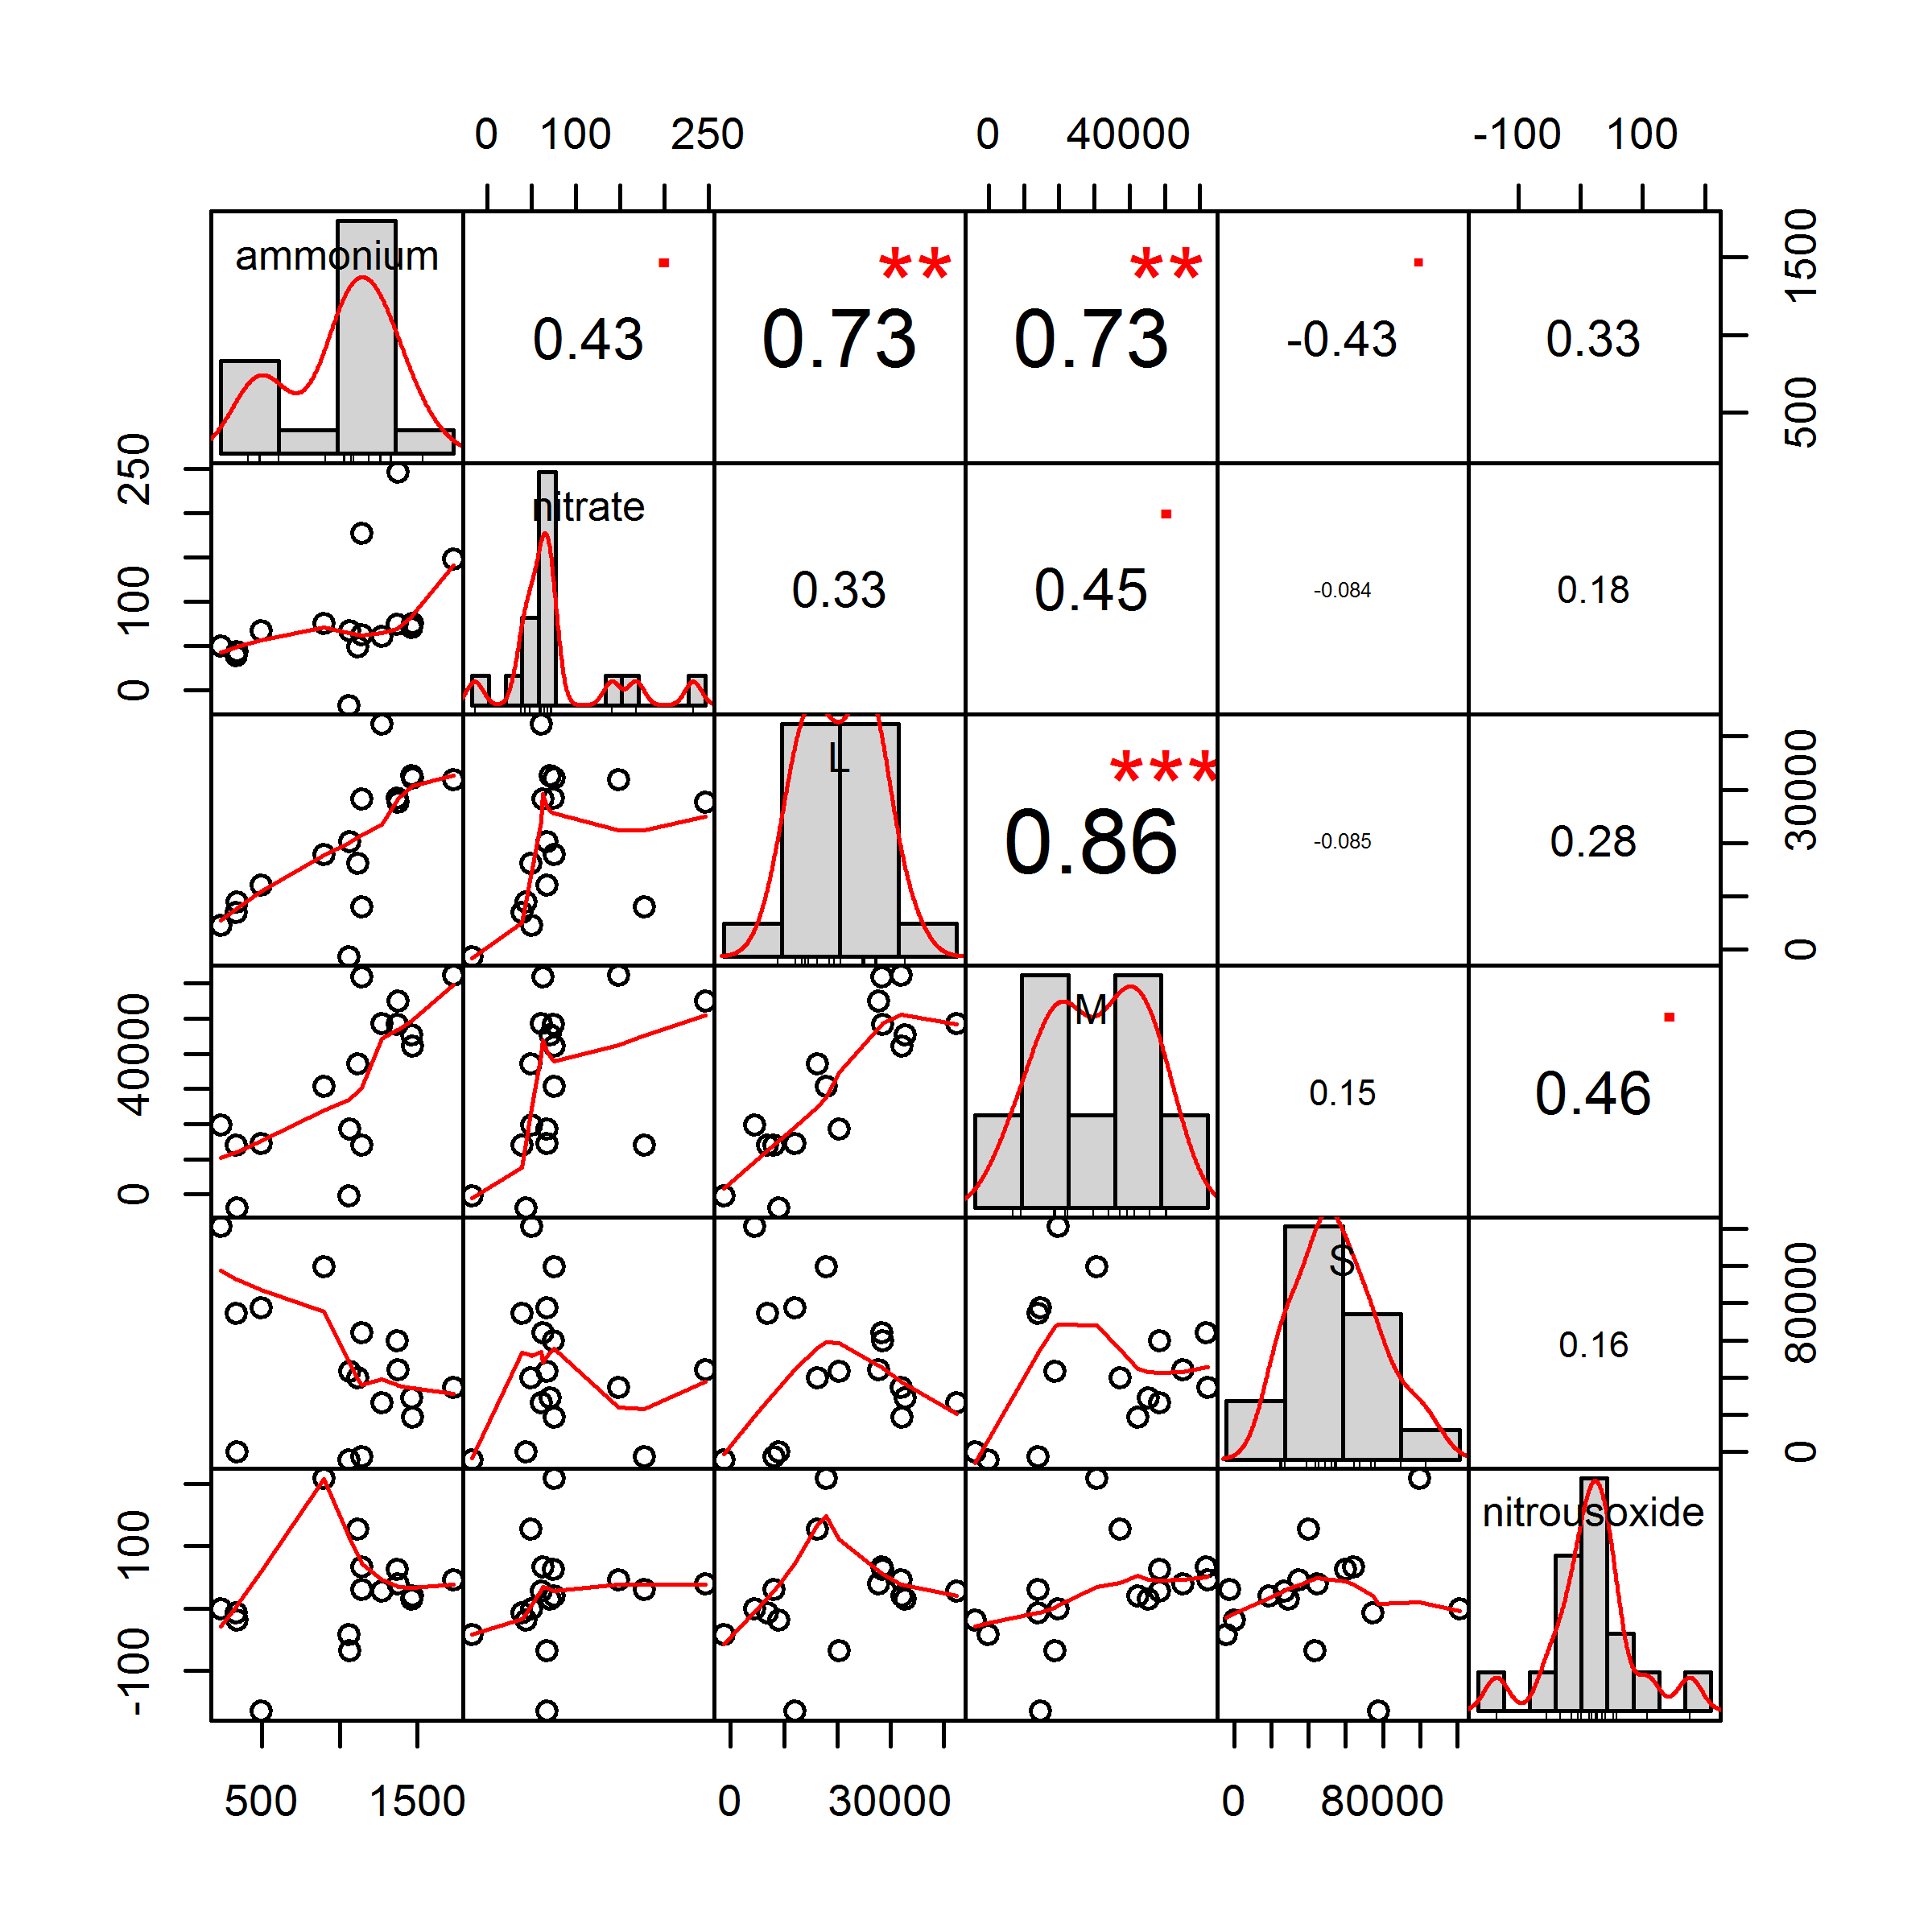 0 100 250 0 40000 -100 100
ammonium . ** ** . 1500
0.43 0.73 0.73 -0.43 0.33
500
250 nitrate .
100 0.33 0.45 -0.084 0.18
0
L *** 30000
0.86 -0.085 0.28
0
40000 M .
0.15 0.46
0
S 80000
0.16
0
100 nitrousoxide
-100
500 1500 0 30000 0 80000